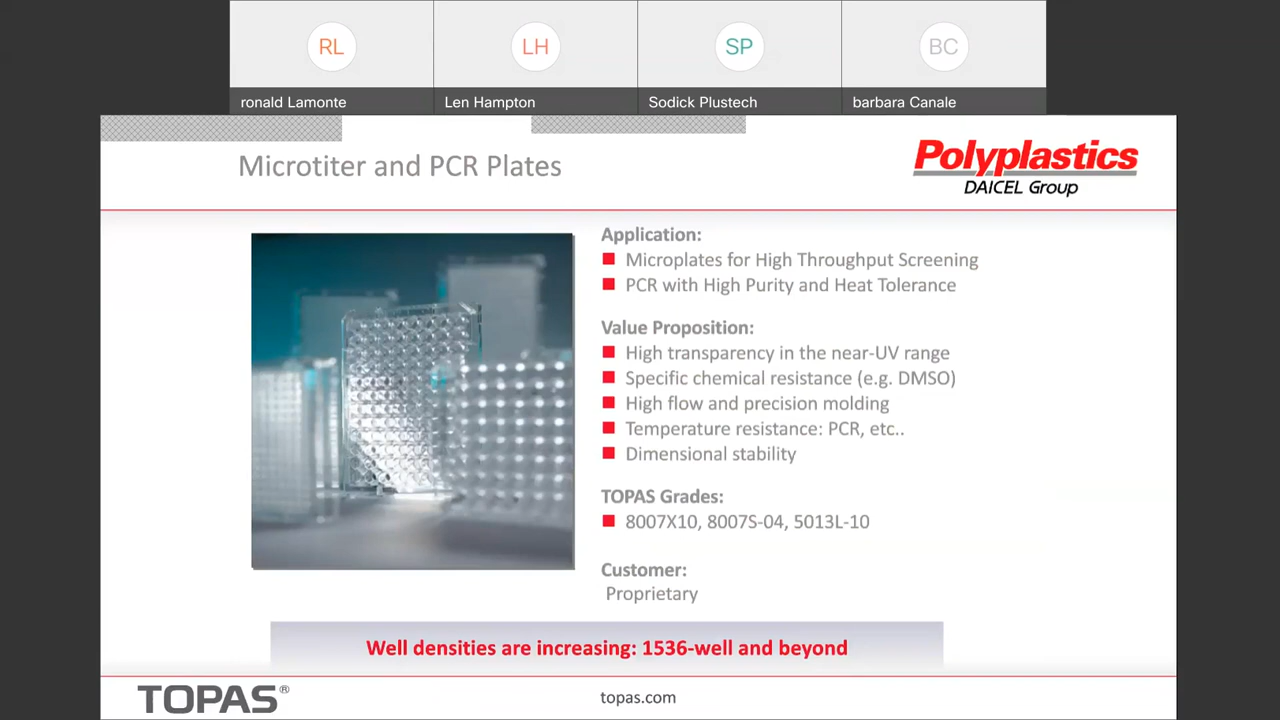 RL
LH
SP
BC
ronald Lamonte
Len Hampton
Sodick Plustech
barbara Canale
Microtiter and PCR Plates
Polyplastics
DAICEL Group
Application:
Microplates for High Throughput Screening
PCR with High Purity and Heat Tolerance
Value Proposition:
High transparency in the near-UV range
Specific chemical resistance (e.g. DMSO)
High flow and precision molding
Temperature resistance: PCR, etc..
Dimensional stability
TOPAS Grades:
8007X10, 8007S-04, 5013L-10
Customer:
Proprietary
Well densities are increasing: 1536-well and beyond
TOPAS®
topas.com